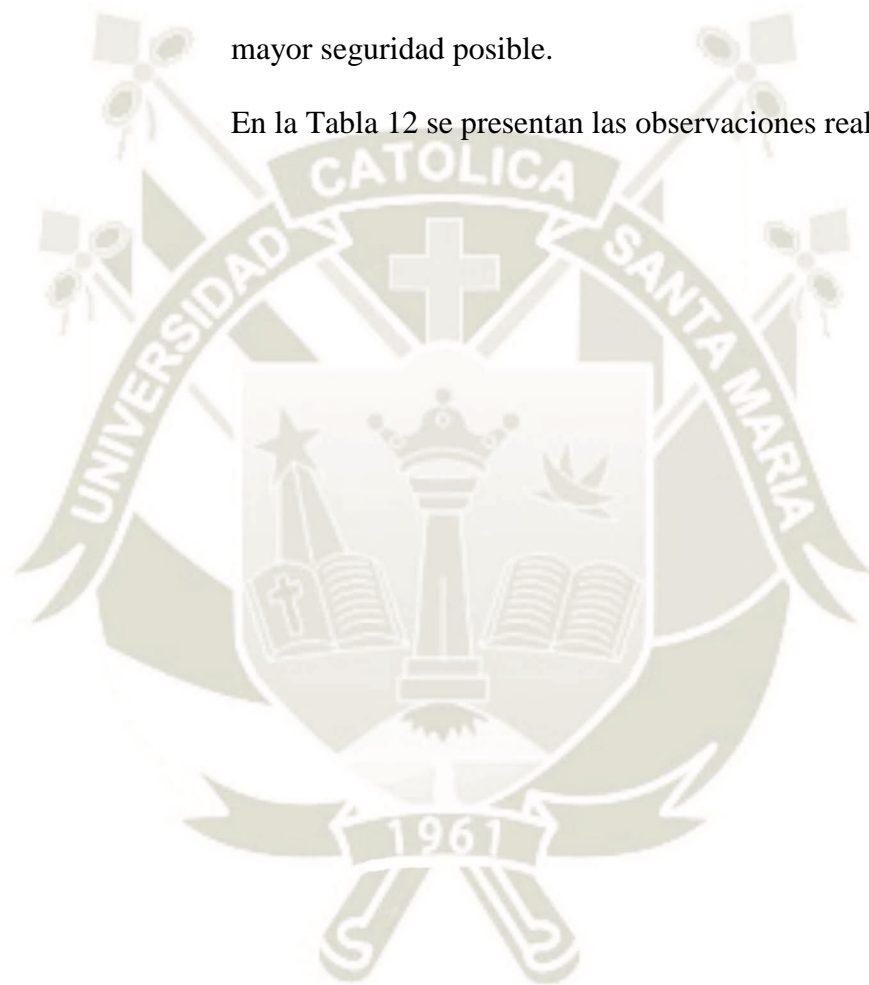 mayor seguridad posible.
En la Tabla 12 se presentan las observaciones real
CATOLICA
UNIVERSIDAD
SANTA MARIA
1961